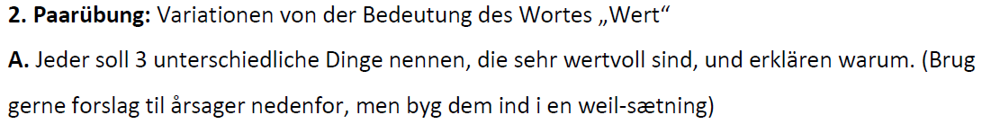 2. Paarübung: Variationen von der Bedeutung des Wortes „Wert“
A. Jeder soll 3 unterschiedliche Dinge nennen, die sehr wertvoll sind, und erklären warum. (Brug
gerne forslag til årsager nedenfor, men byg dem ind i en weil-sætning)